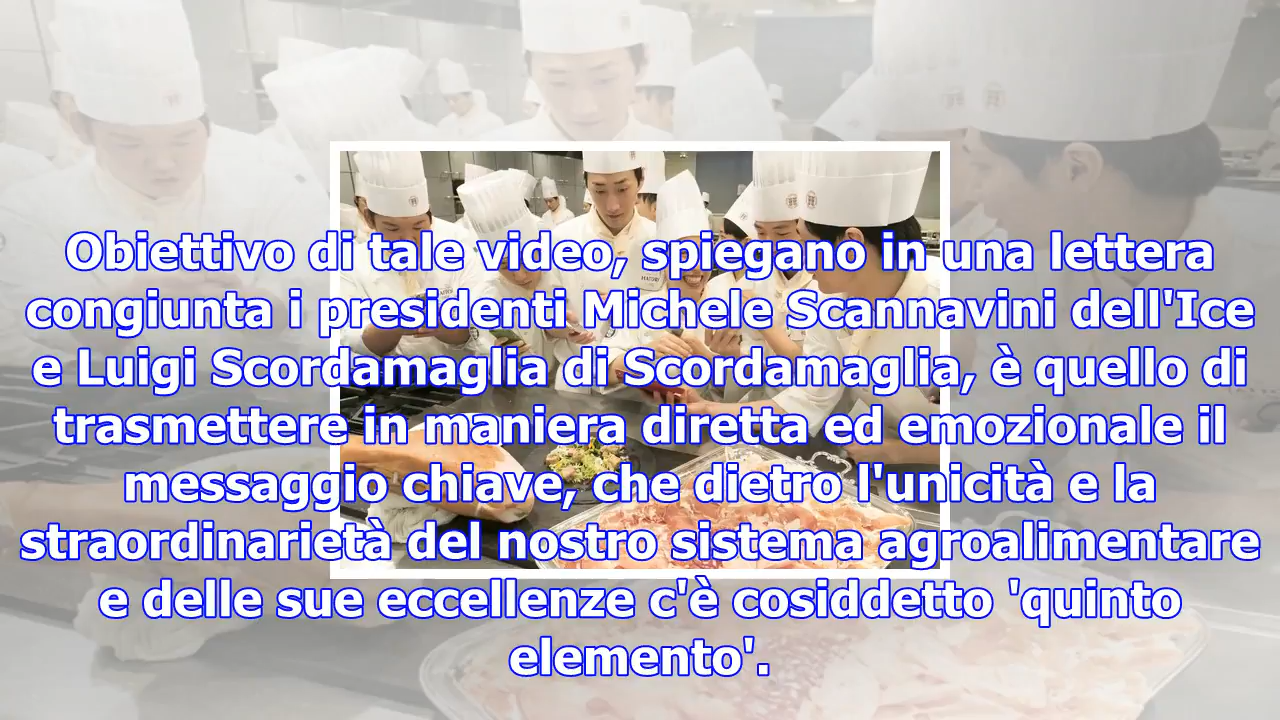 Obiettivo di tale video, spiegano in una lettera
congiunta i presidenti Michele Scannavini dell'Ice
e Luigi Scordamaglia di Scordamaglia, è quello di
trasmettere in maniera diretta ed emozionale il
messaggio chiave, che dietro l'unicità e la
straordinarietà del nostro sistema agroalimentare
e delle sue eccellenze c'è cosiddetto 'quinto
elemento'.